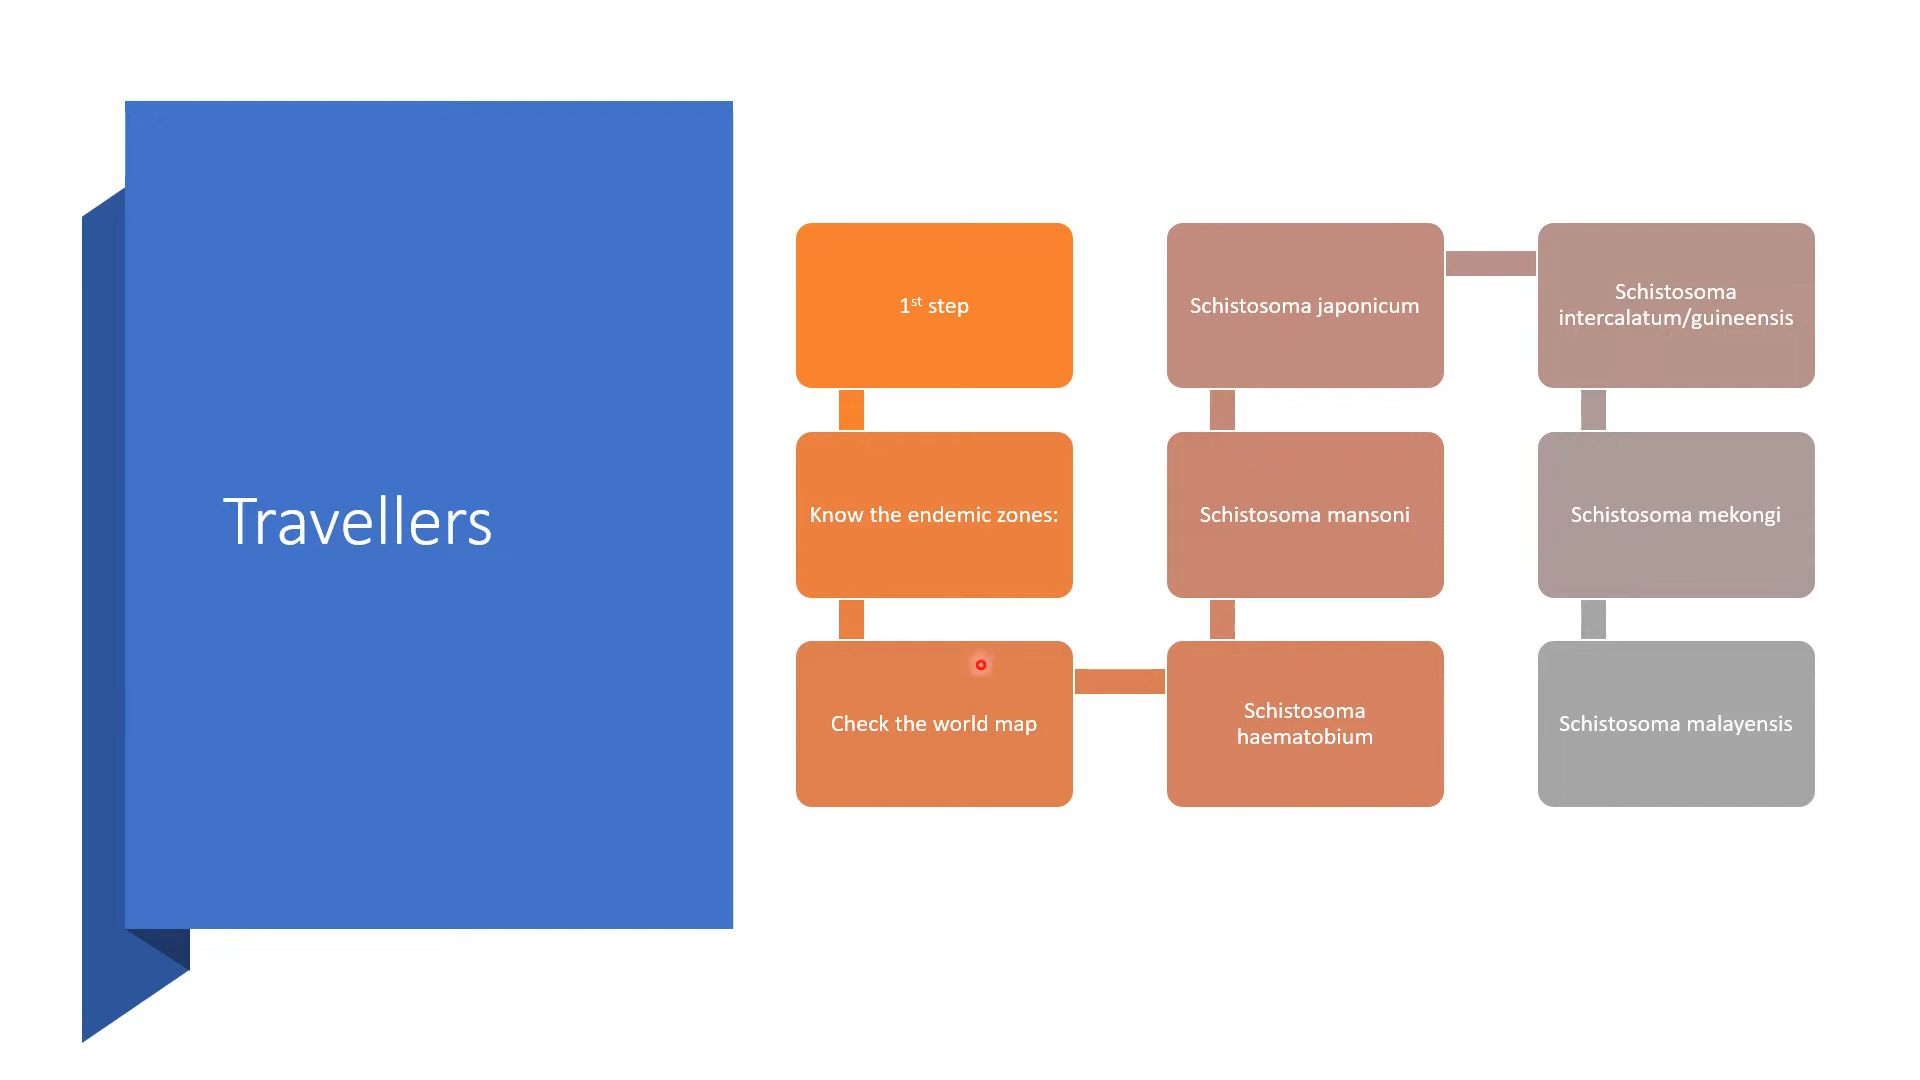 Travellers
1st step
Know the endemic zones:
Check the world map
Schistosoma
haematobium
Schistosoma mansoni
Schistosoma japonicum
Schistosoma
intercalatum/guineensis
Schistosoma mekongi
Schistosoma malayensis